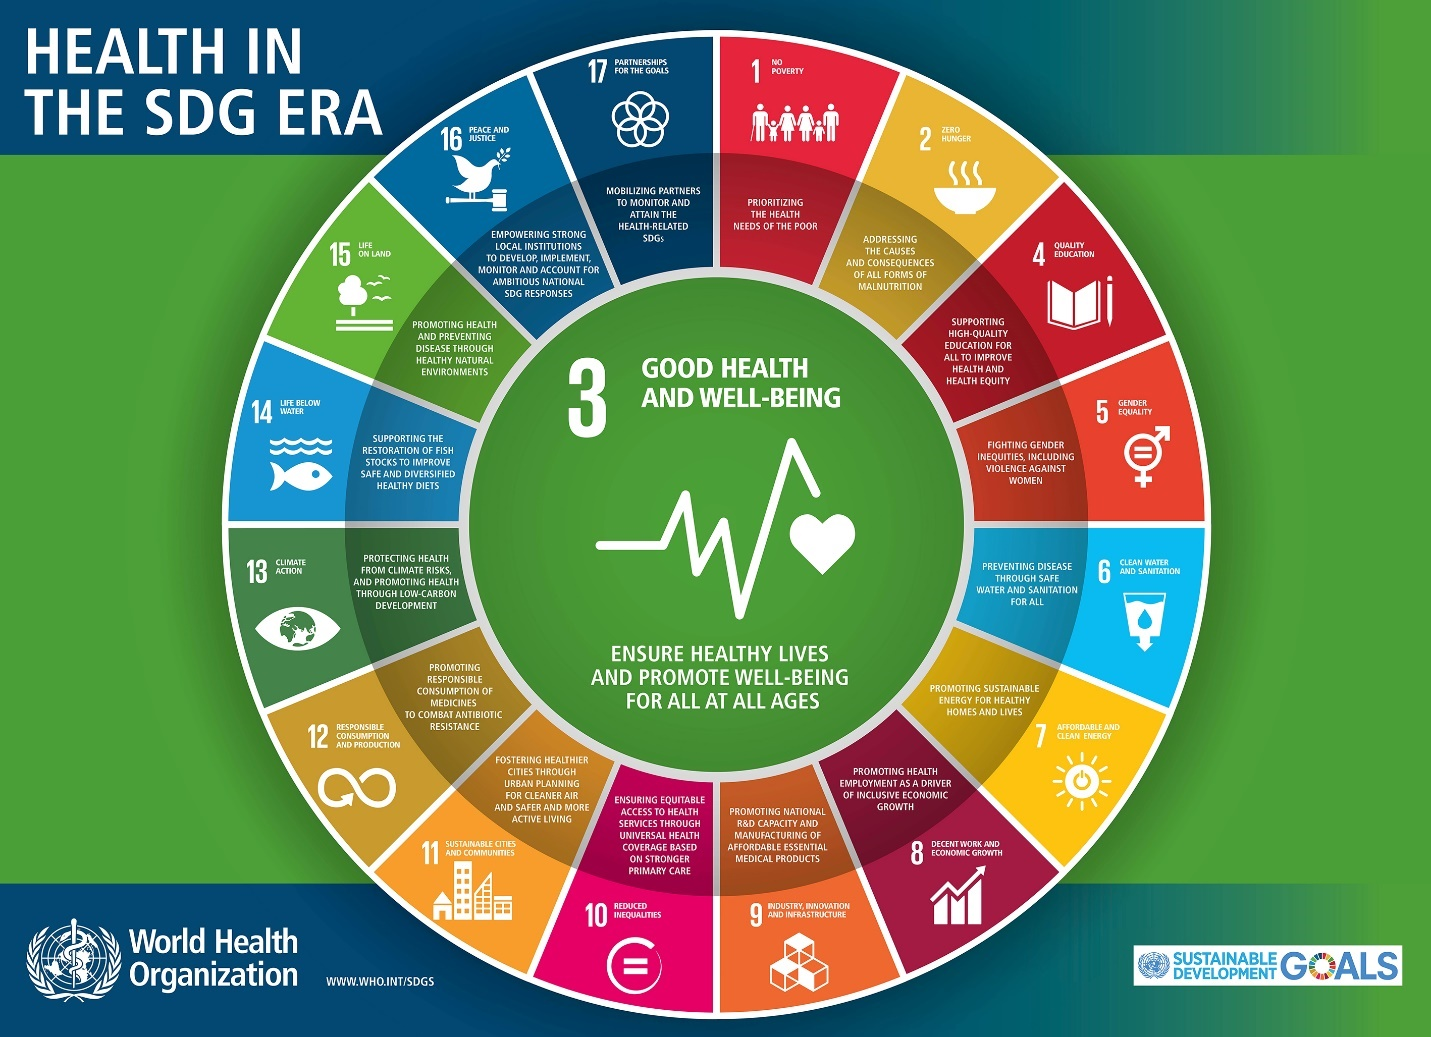 HEALTH IN
THE SDG ERA
17
PARTNERSHIPS
FOR THE GOALS
MOBILIZING PARTNERS
TO MONITOR AND
ATTAIN THE
HEALTH-RELATED
SDGs
1
NO
POVERTY
PRIORITIZING
THE HEALTH
NEEDS OF THE POOR
2
ZERO
HUNGER
ADDRESSING
THE CAUSES
AND CONSEQUENCES
OF ALL FORMS OF
MALNUTRITION
4
QUALITY
EDUCATION
SUPPORTING
HIGH-QUALITY
EDUCATION FOR
ALL TO IMPROVE
HEALTH AND
HEALTH EQUITY
5
GENDER
EQUALITY
FIGHTING GENDER
INEQUITIES, INCLUDING
VIOLENCE AGAINST
WOMEN
6
CLEAN WATER
AND SANITATION
PREVENTING DISEASE
THROUGH SAFE
WATER AND SANITATION
FOR ALL
7
AFFORDABLE AND
CLEAN ENERGY
PROMOTING SUSTAINABLE
ENERGY FOR HEALTHY
HOMES AND LIVES
8
DECENT WORK AND
ECONOMIC GROWTH
PROMOTING HEALTH
EMPLOYMENT AS A DRIVER
OF INCLUSIVE ECONOMIC
GROWTH
9
INDUSTRY, INNOVATION
AND INFRASTRUCTURE
PROMOTING NATIONAL
R&D CAPACITY AND
MANUFACTURING OF
AFFORDABLE ESSENTIAL
MEDICAL PRODUCTS
10
REDUCED
INEQUALITIES
ENSURING EQUITABLE
ACCESS TO HEALTH
SERVICES THROUGH
UNIVERSAL HEALTH
COVERAGE BASED
ON STRONGER
PRIMARY CARE
11
SUSTAINABLE CITIES
AND COMMUNITIES
FOSTERING HEALTHIER
CITIES THROUGH
URBAN PLANNING
FOR CLEANER AIR
AND SAFER AND MORE
ACTIVE LIVING
12
RESPONSIBLE
CONSUMPTION
AND PRODUCTION
PROMOTING
RESPONSIBLE
CONSUMPTION OF
MEDICINES
TO COMBAT ANTIBIOTIC
RESISTANCE
13
CLIMATE
ACTION
PROTECTING HEALTH
FROM CLIMATE RISKS,
AND PROMOTING HEALTH
THROUGH LOW-CARBON
DEVELOPMENT
14
LIFE BELOW
WATER
SUPPORTING THE
RESTORATION OF FISH
STOCKS TO IMPROVE
SAFE AND DIVERSIFIED
HEALTHY DIETS
15
LIFE
ON LAND
PROMOTING HEALTH
AND PREVENTING
DISEASE THROUGH
HEALTHY NATURAL
ENVIRONMENTS
16
PEACE AND
JUSTICE
EMPOWERING STRONG
LOCAL INSTITUTIONS
TO DEVELOP, IMPLEMENT,
MONITOR AND ACCOUNT FOR
AMBITIOUS NATIONAL
SDG RESPONSES
3
GOOD HEALTH
AND WELL-BEING
ENSURE HEALTHY LIVES
AND PROMOTE WELL-BEING
FOR ALL AT ALL AGES
World Health
Organization
WWW.WHO.INT/SDGS
SUSTAINABLE
DEVELOPMENT
GOALS